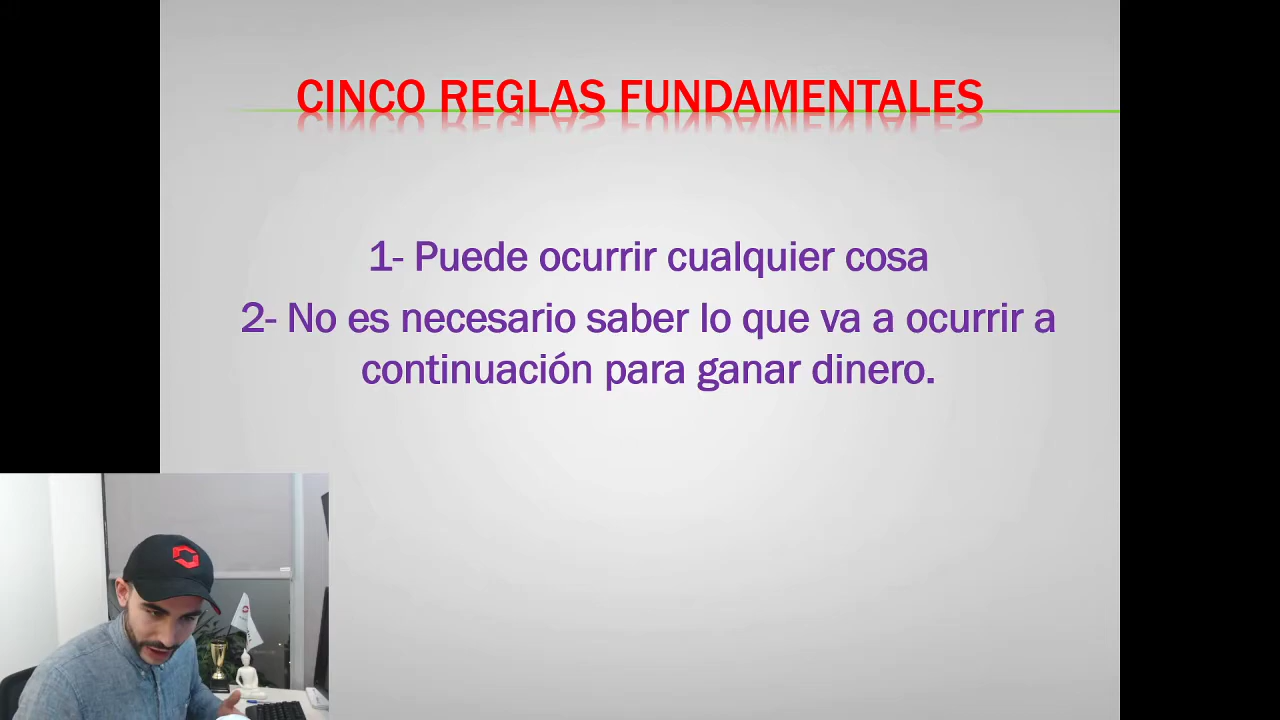 CINCO REGLAS FUNDAMENTALES
1- Puede ocurrir cualquier cosa
2- No es necesario saber lo que va a ocurrir a
continuación para ganar dinero.